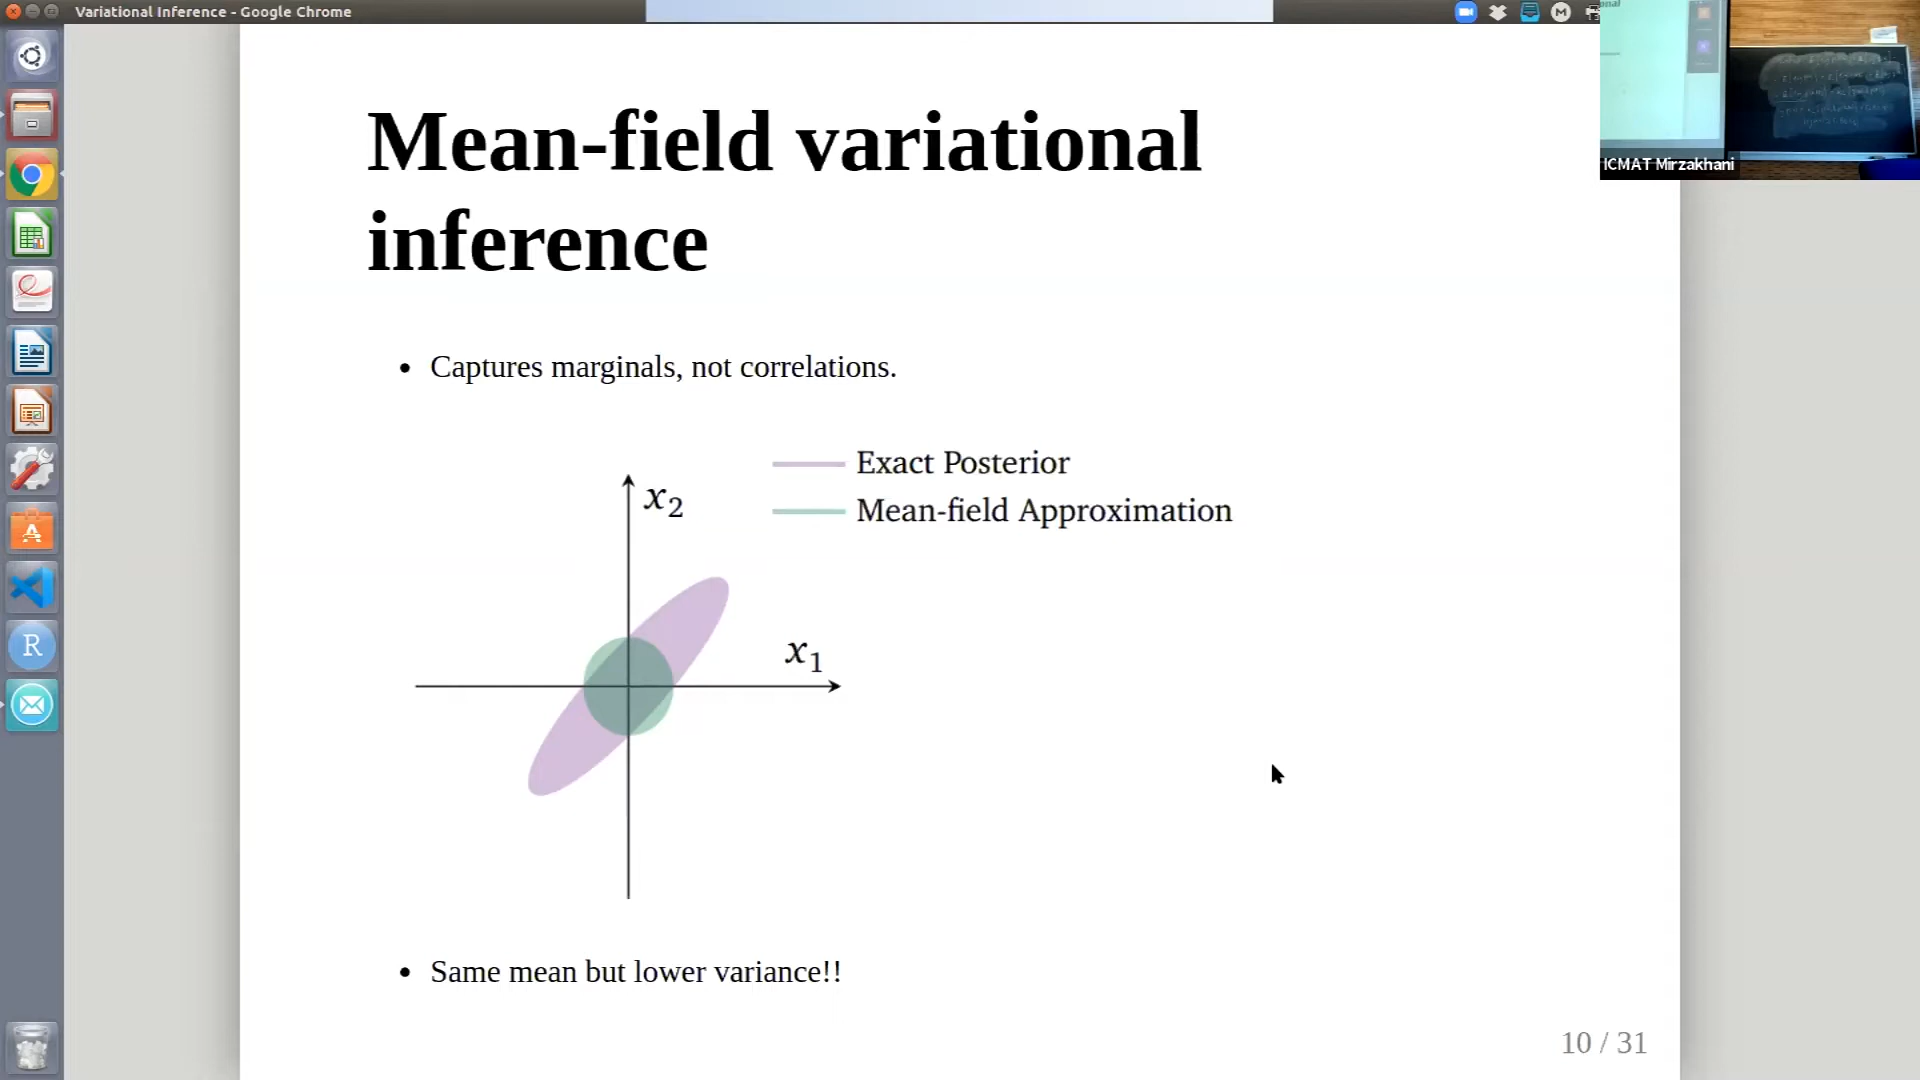 Variational Inference - Google Chrome
ICMAT Mirzakhani
Mean-field variational
inference
• Captures marginals, not correlations.
Exact Posterior
Mean-field Approximation
x2
x1
• Same mean but lower variance!!
10 / 31